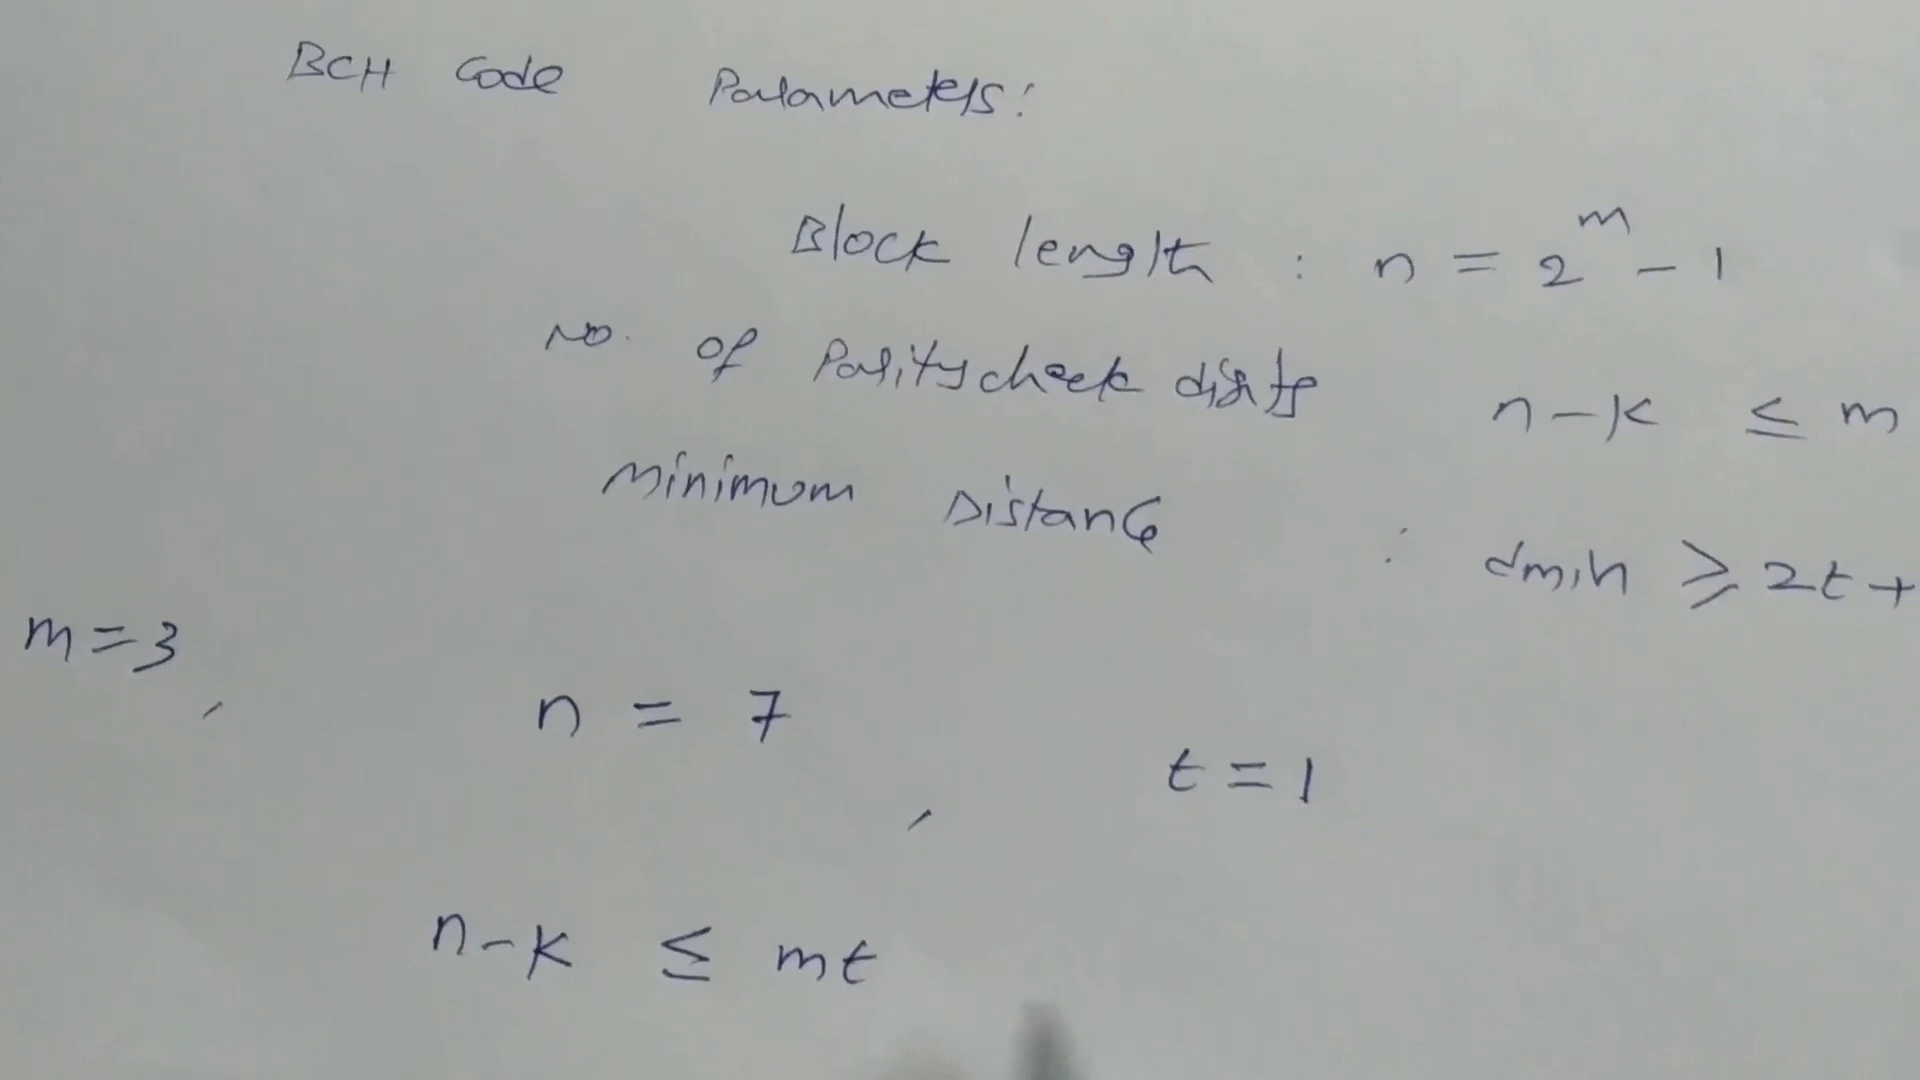 BCH Code Parameters:
Block length : n = 2^m - 1
No. of Parity check digits n-k ≤ m
Minimum Distance : dmin ≥ 2t+
m=3,
n = 7,
t = 1
n-k ≤ mt